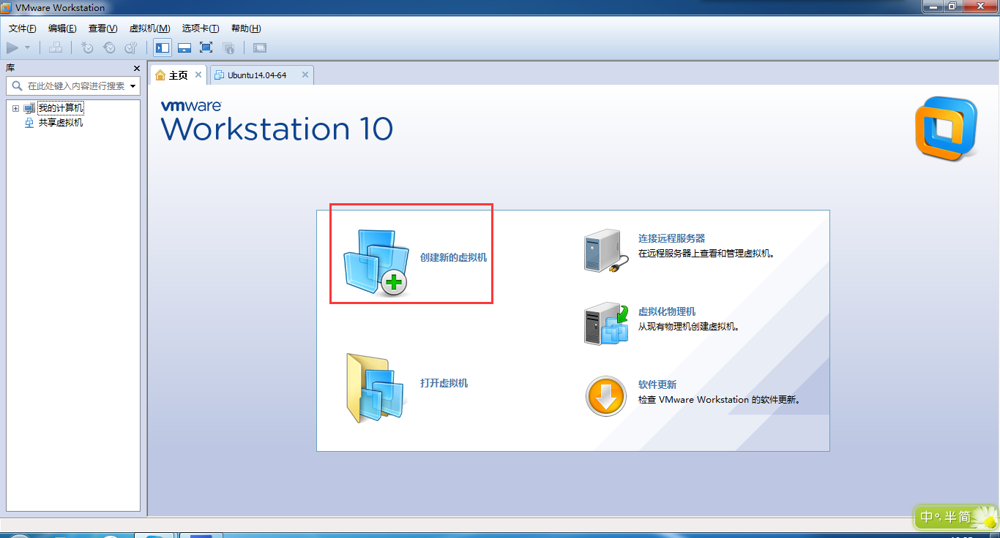 VMware Workstation
文件(F) 编辑(E) 查看(V) 虚拟机(M) 选项卡(T) 帮助(H)
库
在此处键入内容进行搜索
我的计算机
共享虚拟机
主页
Ubuntu14.04-64
vmware
Workstation 10
创建新的虚拟机
打开虚拟机
连接远程服务器
在远程服务器上查看和管理虚拟机。
虚拟化物理机
从现有物理机创建虚拟机。
软件更新
检查 VMware Workstation 的软件更新。
中 半 简